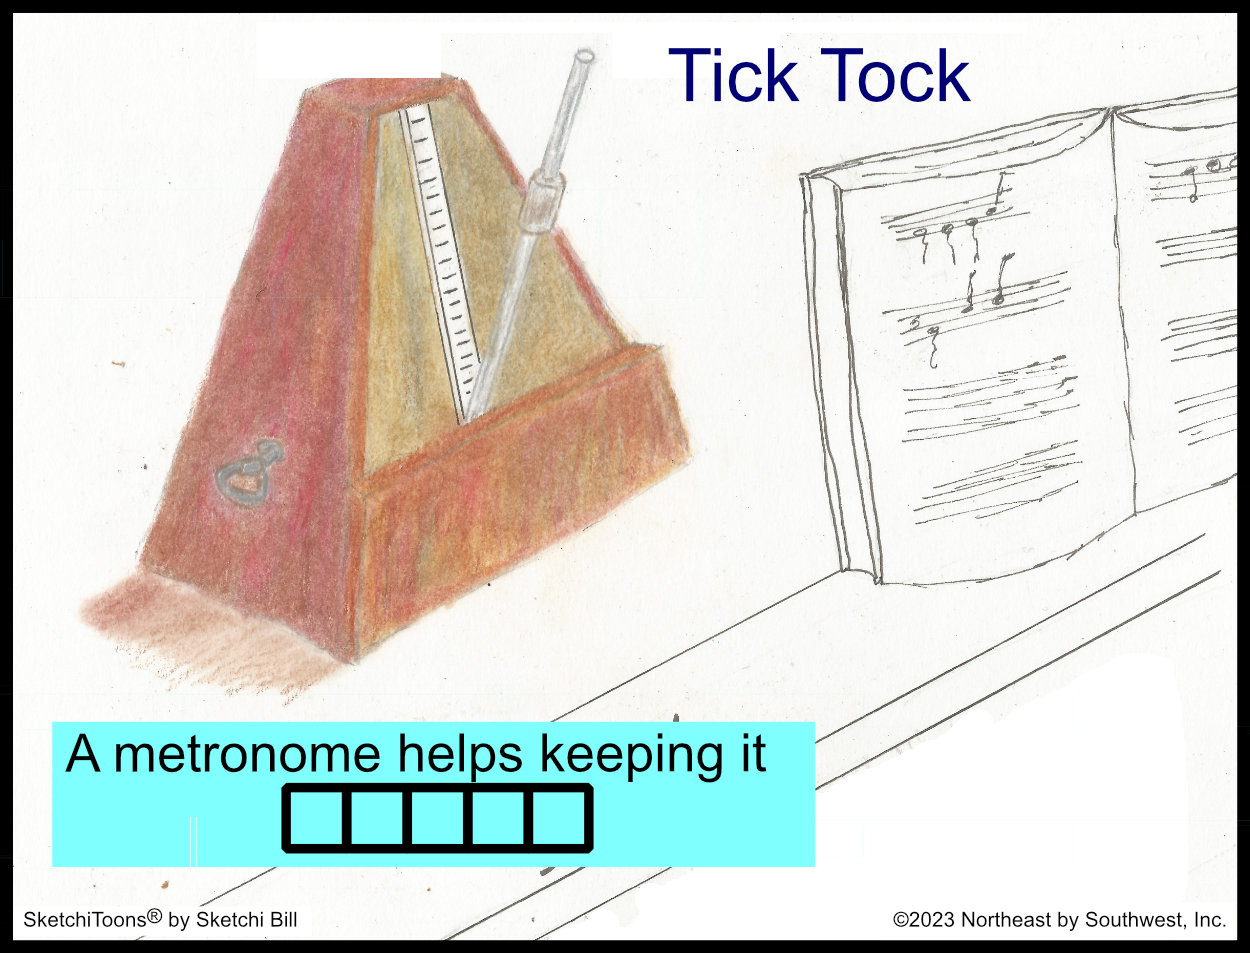 Tick Tock
A metronome helps keeping it
SketchiToons® by Sketchi Bill
©2023 Northeast by Southwest, Inc.